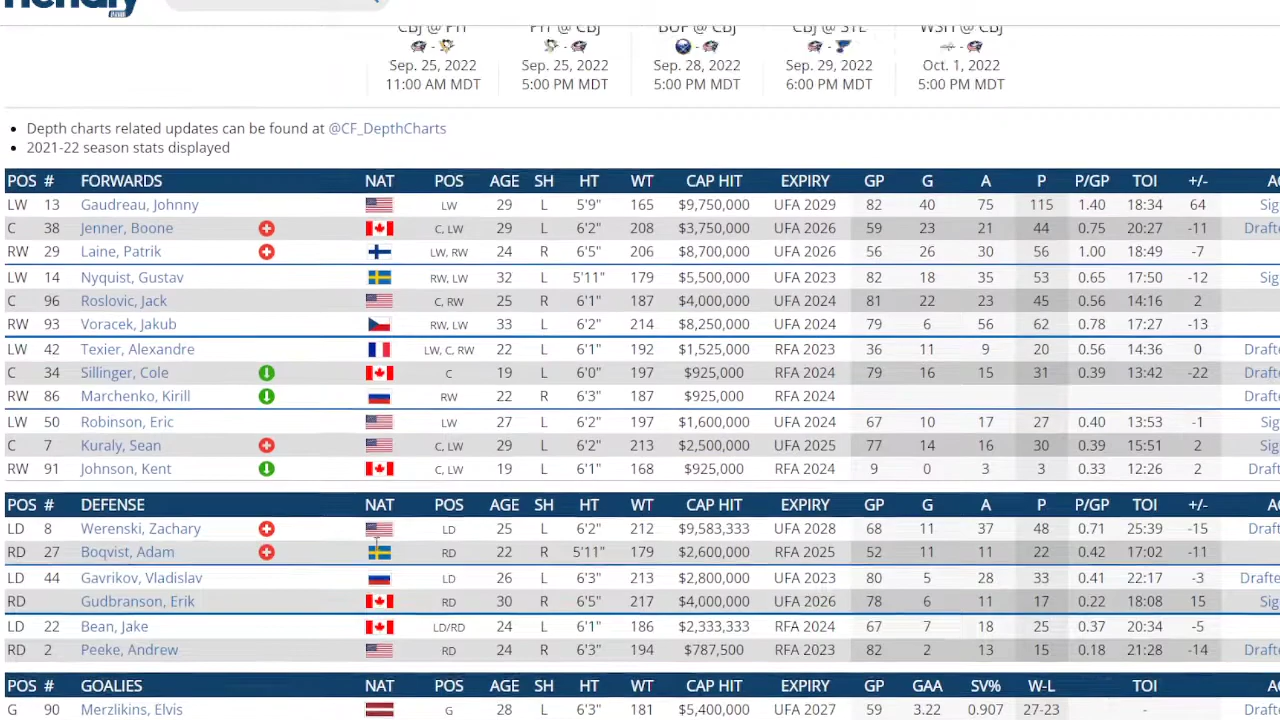 CBJ @ PIT PIT @ CBJ BUF @ CBJ CBJ @ STL WSH @ CBJ
Sep. 25, 2022 Sep. 25, 2022 Sep. 28, 2022 Sep. 29, 2022 Oct. 1, 2022
11:00 AM MDT 5:00 PM MDT 5:00 PM MDT 6:00 PM MDT 5:00 PM MDT
• Depth charts related updates can be found at @CF_DepthCharts
• 2021-22 season stats displayed
POS # FORWARDS NAT POS AGE SH HT WT CAP HIT EXPIRY GP G A P P/GP TOI +/-
LW 13 Gaudreau, Johnny LW 29 L 5'9" 165 $9,750,000 UFA 2029 82 40 75 115 1.40 18:34 64
C 38 Jenner, Boone C, LW 29 L 6'2" 208 $3,750,000 UFA 2026 59 23 21 44 0.75 20:27 -11
RW 29 Laine, Patrik LW, RW 24 R 6'5" 206 $8,700,000 UFA 2026 56 26 30 56 1.00 18:49 -7
LW 14 Nyquist, Gustav RW, LW 32 L 5'11" 184 $5,500,000 UFA 2023 82 18 35 53 0.65 17:50 -12
C 96 Roslovic, Jack C, RW 25 R 6'1" 187 $4,000,000 UFA 2024 81 22 23 45 0.56 14:16 2
RW 93 Voracek, Jakub RW, LW 33 L 6'2" 214 $8,250,000 UFA 2024 79 6 56 62 0.78 17:27 -13
LW 42 Texier, Alexandre LW, C, RW 22 L 6'1" 192 $1,525,000 RFA 2023 36 11 9 20 0.56 14:36 0
C 34 Sillinger, Cole C 19 L 6'0" 197 $925,000 RFA 2024 79 16 15 31 0.39 13:42 -22
RW 86 Marchenko, Kirill RW 22 R 6'3" 187 $925,000 RFA 2024
LW 50 Robinson, Eric LW 27 L 6'2" 197 $1,600,000 UFA 2024 67 10 17 27 0.40 13:53 -1
C 7 Kuraly, Sean C, LW 29 L 6'2" 213 $2,500,000 UFA 2025 77 14 16 30 0.39 15:51 2
RW 91 Johnson, Kent C, LW 19 L 6'1" 168 $925,000 RFA 2024 9 0 3 3 0.33 12:26 2
POS # DEFENSE NAT POS AGE SH HT WT CAP HIT EXPIRY GP G A P P/GP TOI +/-
LD 8 Werenski, Zachary LD 25 L 6'2" $9,583,333 UFA 2028 68 11 37 48 0.71 25:39 -15
RD 27 Boqvist, Adam RD 22 R 5'11" $2,600,000 RFA 2025 52 11 11 22 0.42 17:02 -11
LD 44 Gavrikov, Vladislav LD 26 L 6'3" 213 $2,800,000 UFA 2023 80 5 28 33 0.41 22:17 -3
RD Gudbranson, Erik RD 30 R 6'5" 217 $4,000,000 UFA 2026 78 6 11 17 0.22 18:08 15
LD 22 Bean, Jake LD/RD 24 L 6'1" 186 $2,333,333 RFA 2024 67 7 18 25 0.37 20:34 -5
RD 2 Peeke, Andrew RD 24 R 6'3" 194 $787,500 RFA 2023 82 2 13 15 0.18 21:28 -14
POS # GOALIES NAT POS AGE SH HT WT CAP HIT EXPIRY GP GAA SV% W-L TOI
G 90 Merzlikins, Elvis G 28 L 6'3" 181 $5,400,000 UFA 2027 59 3.22 0.907 27-23 -